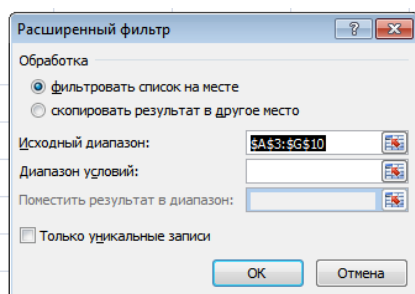 Расширенный фильтр
Обработка
фильтровать список на месте
скопировать результат в другое место
Исходный диапазон: $A$3:$G$10
Диапазон условий:
Поместить результат в диапазон:
Только уникальные записи
ОК Отмена